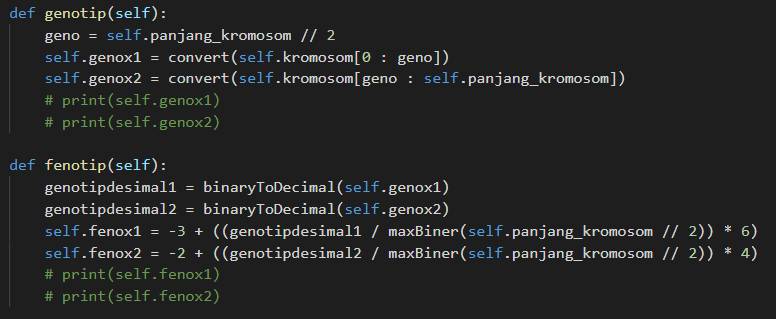 def genotip(self):
    geno = self.panjang_kromosom // 2
    self.genox1 = convert(self.kromosom[0 : geno])
    self.genox2 = convert(self.kromosom[geno : self.panjang_kromosom])
    # print(self.genox1)
    # print(self.genox2)

def fenotip(self):
    genotipdesimal1 = binaryToDecimal(self.genox1)
    genotipdesimal2 = binaryToDecimal(self.genox2)
    self.fenox1 = -3 + ((genotipdesimal1 / maxBiner(self.panjang_kromosom // 2)) * 6)
    self.fenox2 = -2 + ((genotipdesimal2 / maxBiner(self.panjang_kromosom // 2)) * 4)
    # print(self.fenox1)
    # print(self.fenox2)